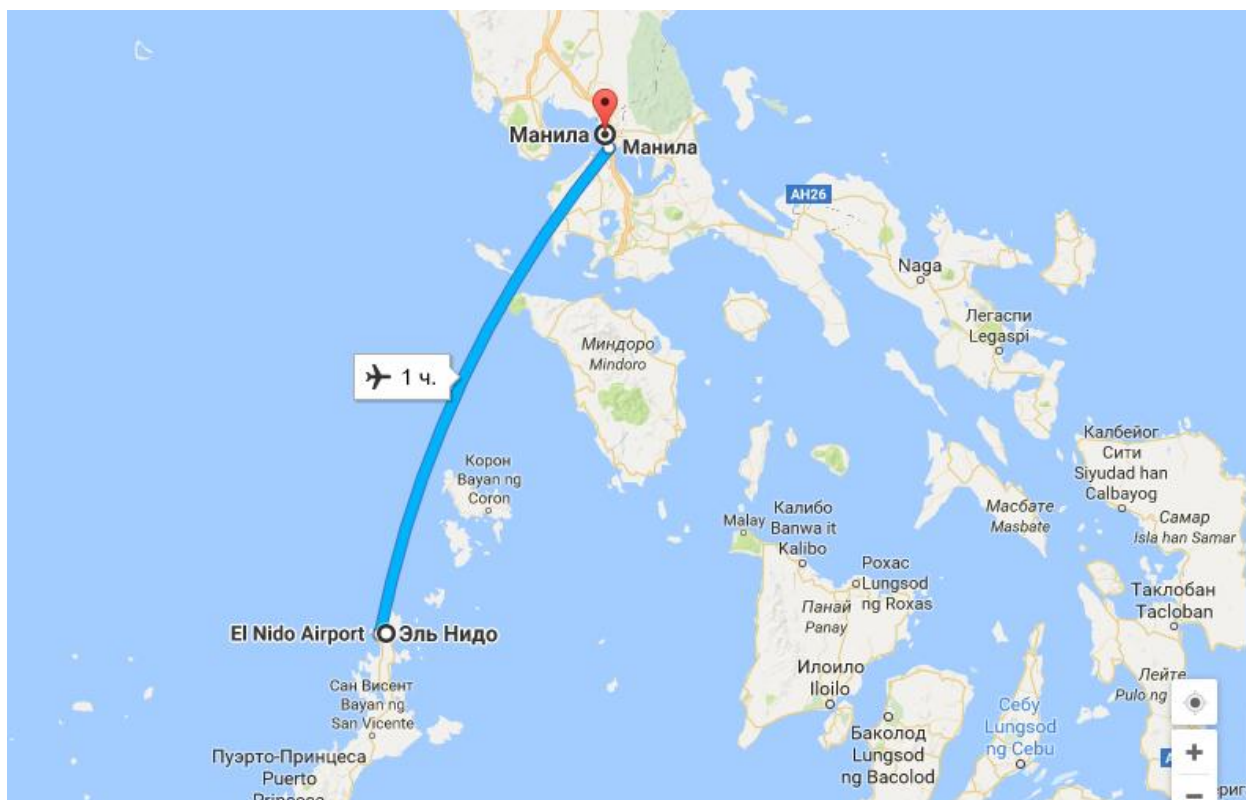 Манила
Манила
AH26
Naga
Легаспи
Legaspi
Миндоро
Mindoro
1 ч.
Корон
Bayan ng
Coron
Калбейог
Сити
Siyudad han
Calbayog
Масбате
Masbate
Самар
Isla han Samar
Malay
Калибо
Banwa it
Kalibo
Рохас
Lungsod
ng Roxas
Панай
Panay
Таклобан
Tacloban
El Nido Airport
Эль Нидо
Сан Висент
Bayan ng
San Vicente
Илоило
Iloilo
Лейте
Pulo ng
Себу
Lungsod
ng Cebu
Баколод
Lungsod
ng Bacolod
Пуэрто-Принцеса
Puerto
Princesa